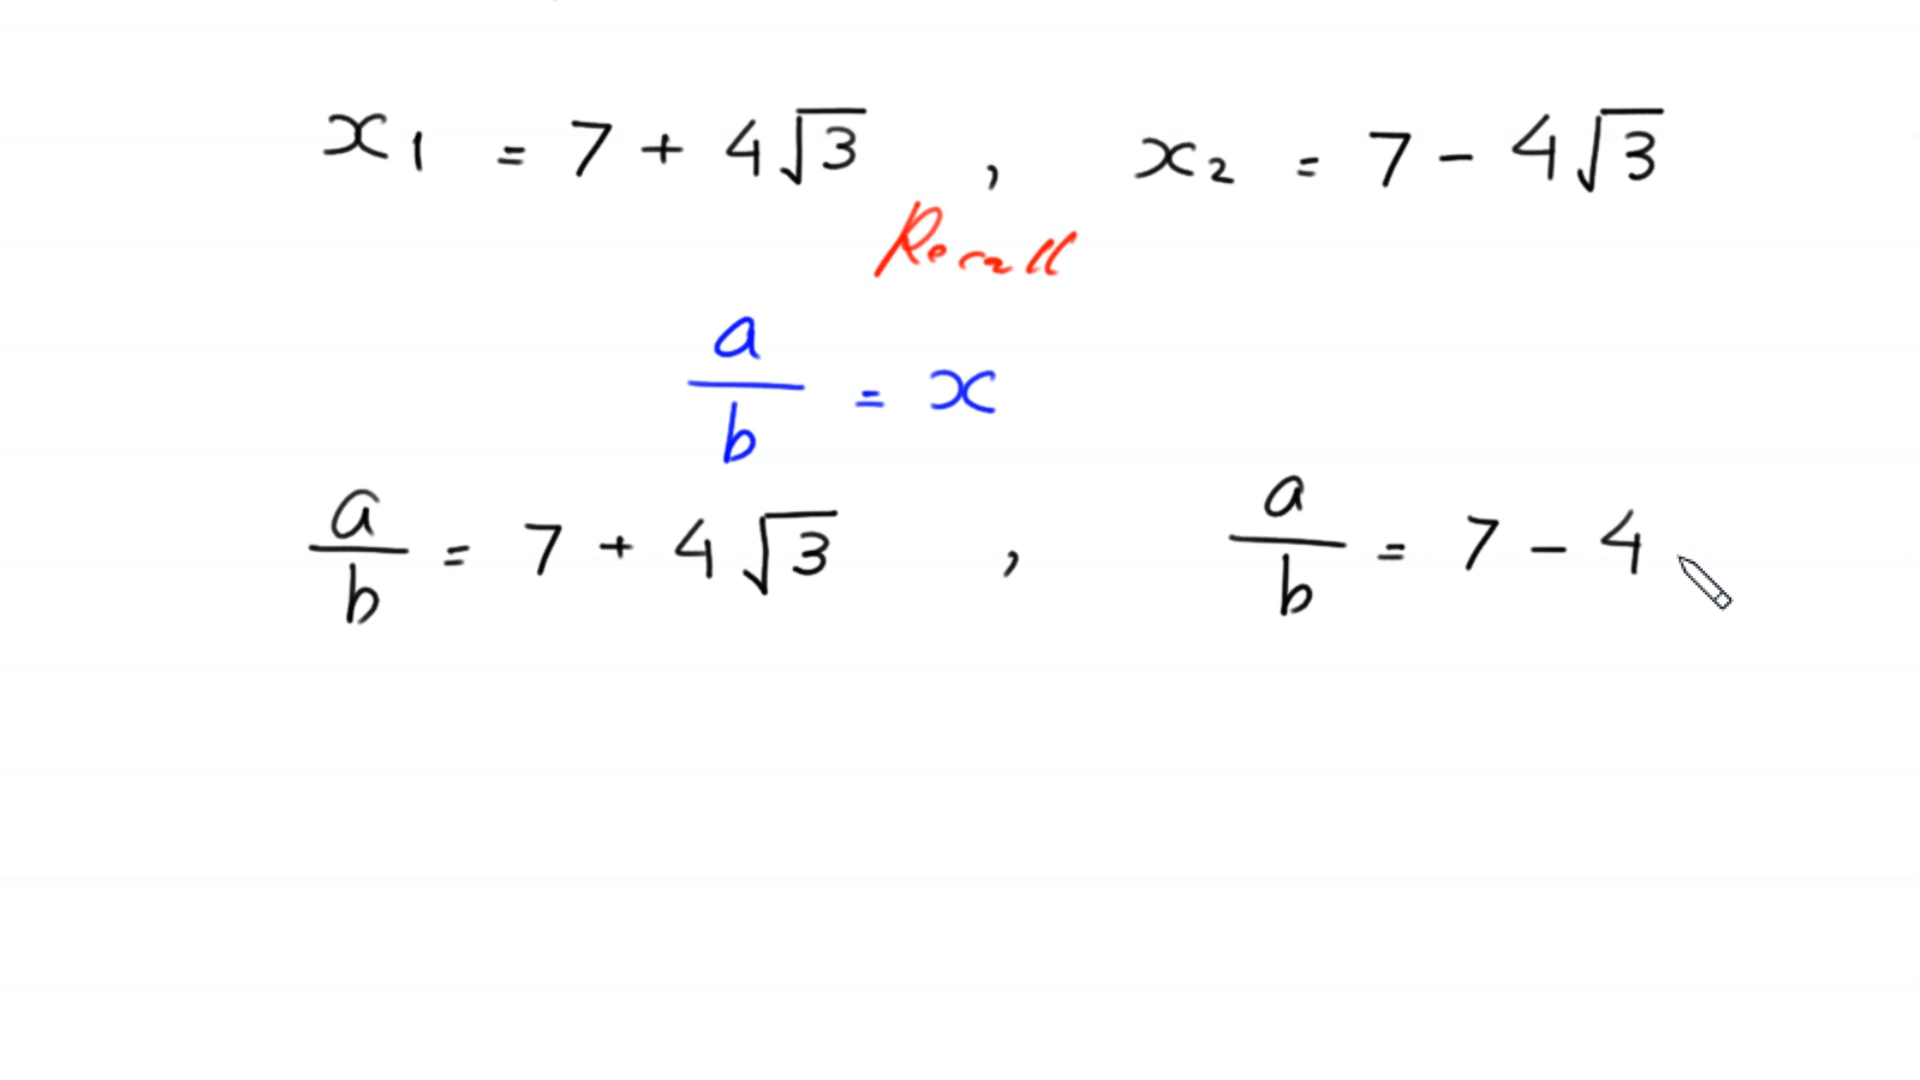 x₁ = 7 + 4√3 , x₂ = 7 - 4√3
Recall
a/b = x
a/b = 7 + 4√3 , a/b = 7 - 4